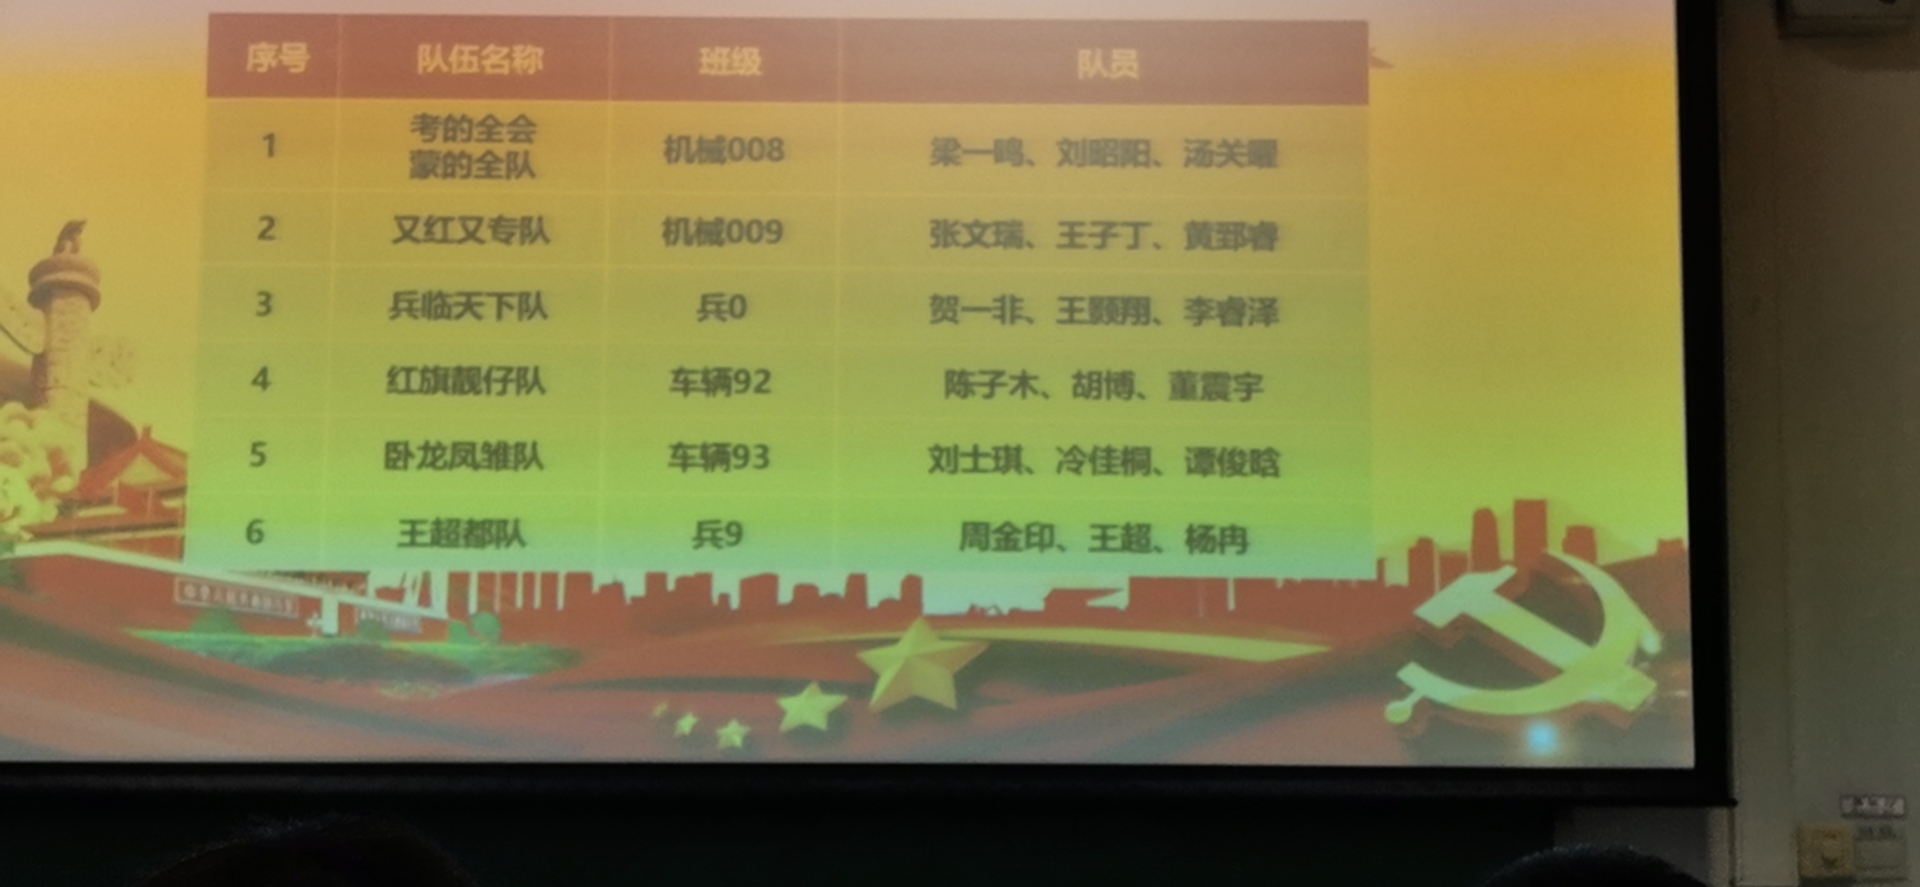 序号 队伍名称 班级 队员
1 考的全会
蒙的全队 机械008 梁一鸣、刘昭阳、汤关曜
2 又红又专队 机械009 张文瑞、王子丁、黄郅睿
3 兵临天下队 兵0 贺一非、王颢翔、李睿泽
4 红旗靓仔队 车辆92 陈子木、胡博、董震宇
5 卧龙凤雏队 车辆93 刘士琪、冷佳桐、谭俊晗
6 王超都队 兵9 周金印、王超、杨冉